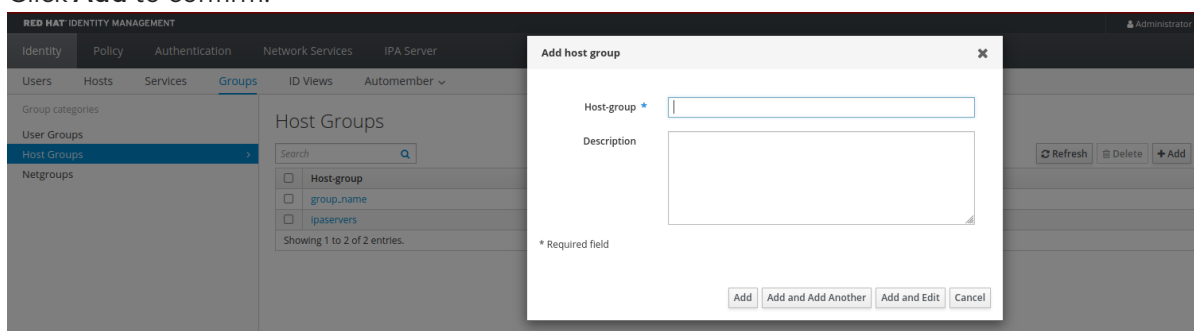 Click Add to confirm.
RED HAT IDENTITY MANAGEMENT
Administrator
Identity Policy Authentication Network Services IPA Server
Users Hosts Services Groups ID Views Automember
Group categories
User Groups
Host Groups
Netgroups
Host Groups
Search
Refresh Delete Add
Host-group
group_name
ipaservers
Showing 1 to 2 of 2 entries.
Add host group
Host-group *
Description
* Required field
Add Add and Add Another Add and Edit Cancel